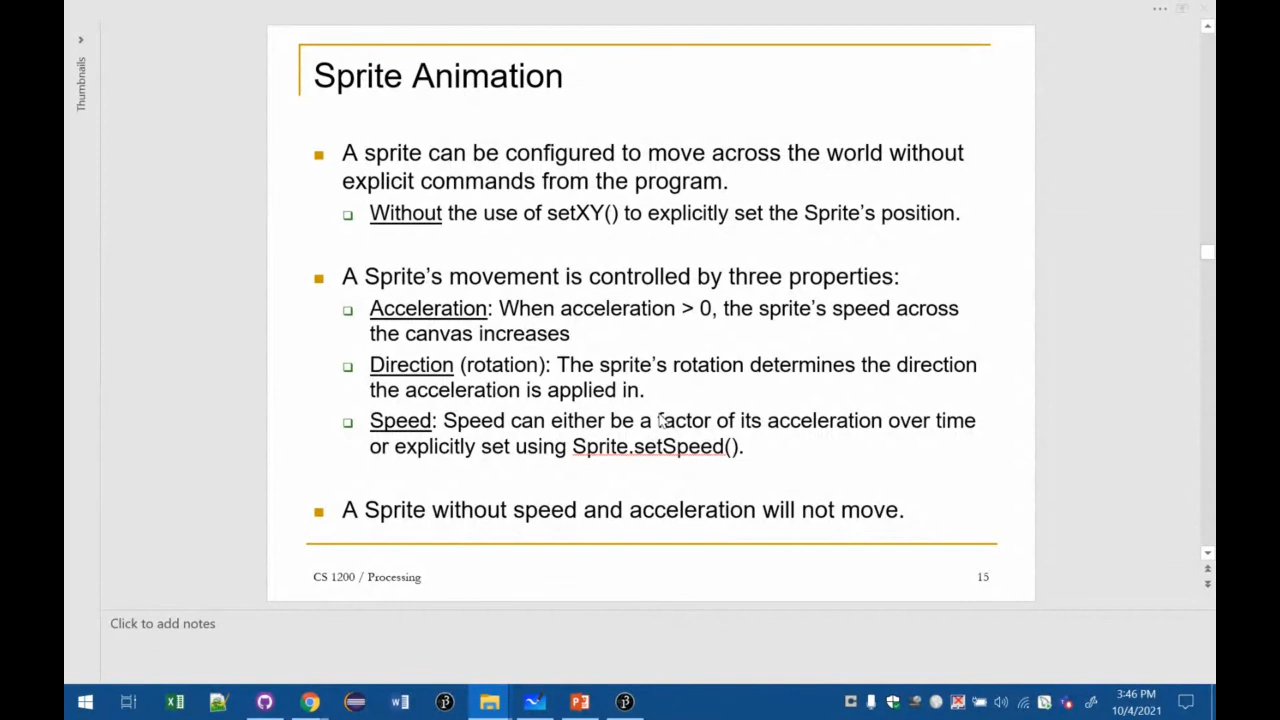 Thumbnails
Sprite Animation
A sprite can be configured to move across the world without
explicit commands from the program.
Without the use of setXY() to explicitly set the Sprite’s position.
A Sprite’s movement is controlled by three properties:
Acceleration: When acceleration > 0, the sprite’s speed across
the canvas increases
Direction (rotation): The sprite’s rotation determines the direction
the acceleration is applied in.
Speed: Speed can either be a factor of its acceleration over time
or explicitly set using Sprite.setSpeed().
A Sprite without speed and acceleration will not move.
CS 1200 / Processing
15
Click to add notes
3:46 PM
10/4/2021